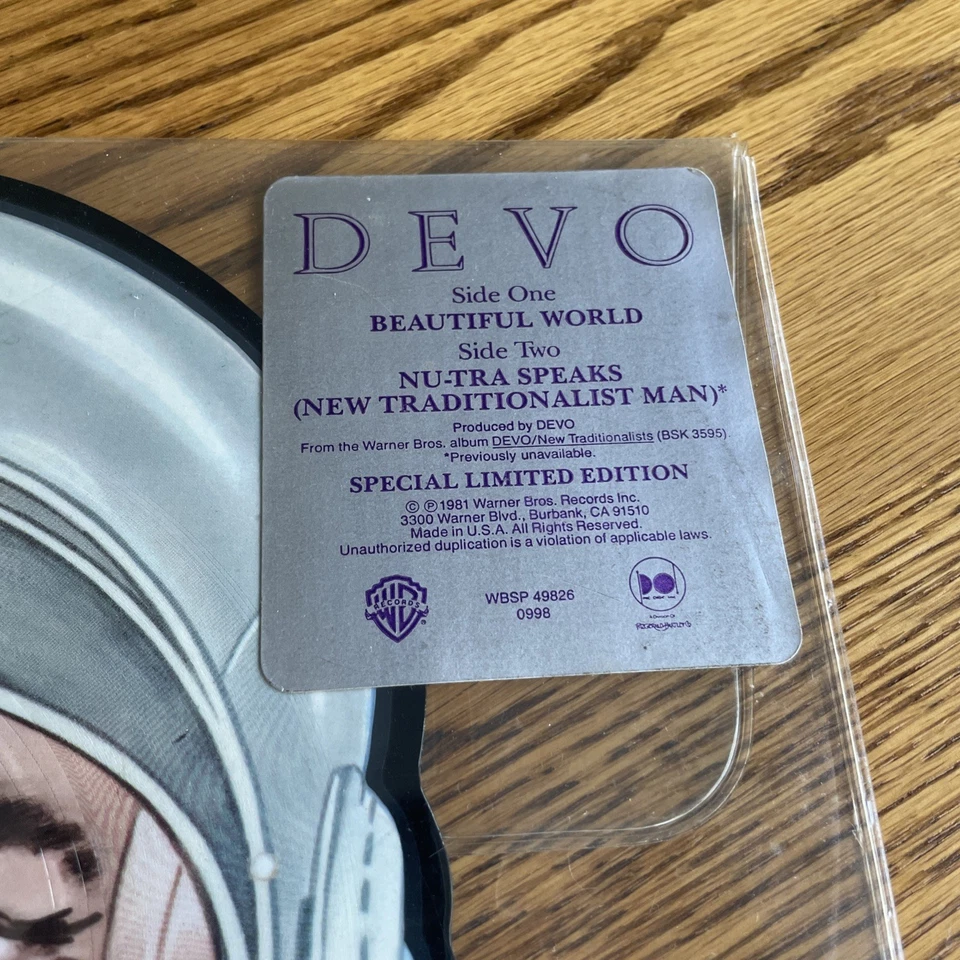 DEVO
Side One
BEAUTIFUL WORLD
Side Two
NU-TRA SPEAKS
(NEW TRADITIONALIST MAN)*
Produced by DEVO
From the Warner Bros. album DEVO/New Traditionalists (BSK 3595).
*Previously unavailable.
SPECIAL LIMITED EDITION
© ℗ 1981 Warner Bros. Records Inc.
3300 Warner Blvd., Burbank, CA 91510
Made in U.S.A. All Rights Reserved.
Unauthorized duplication is a violation of applicable laws.
RECORDS ®
WBSP 49826
0998